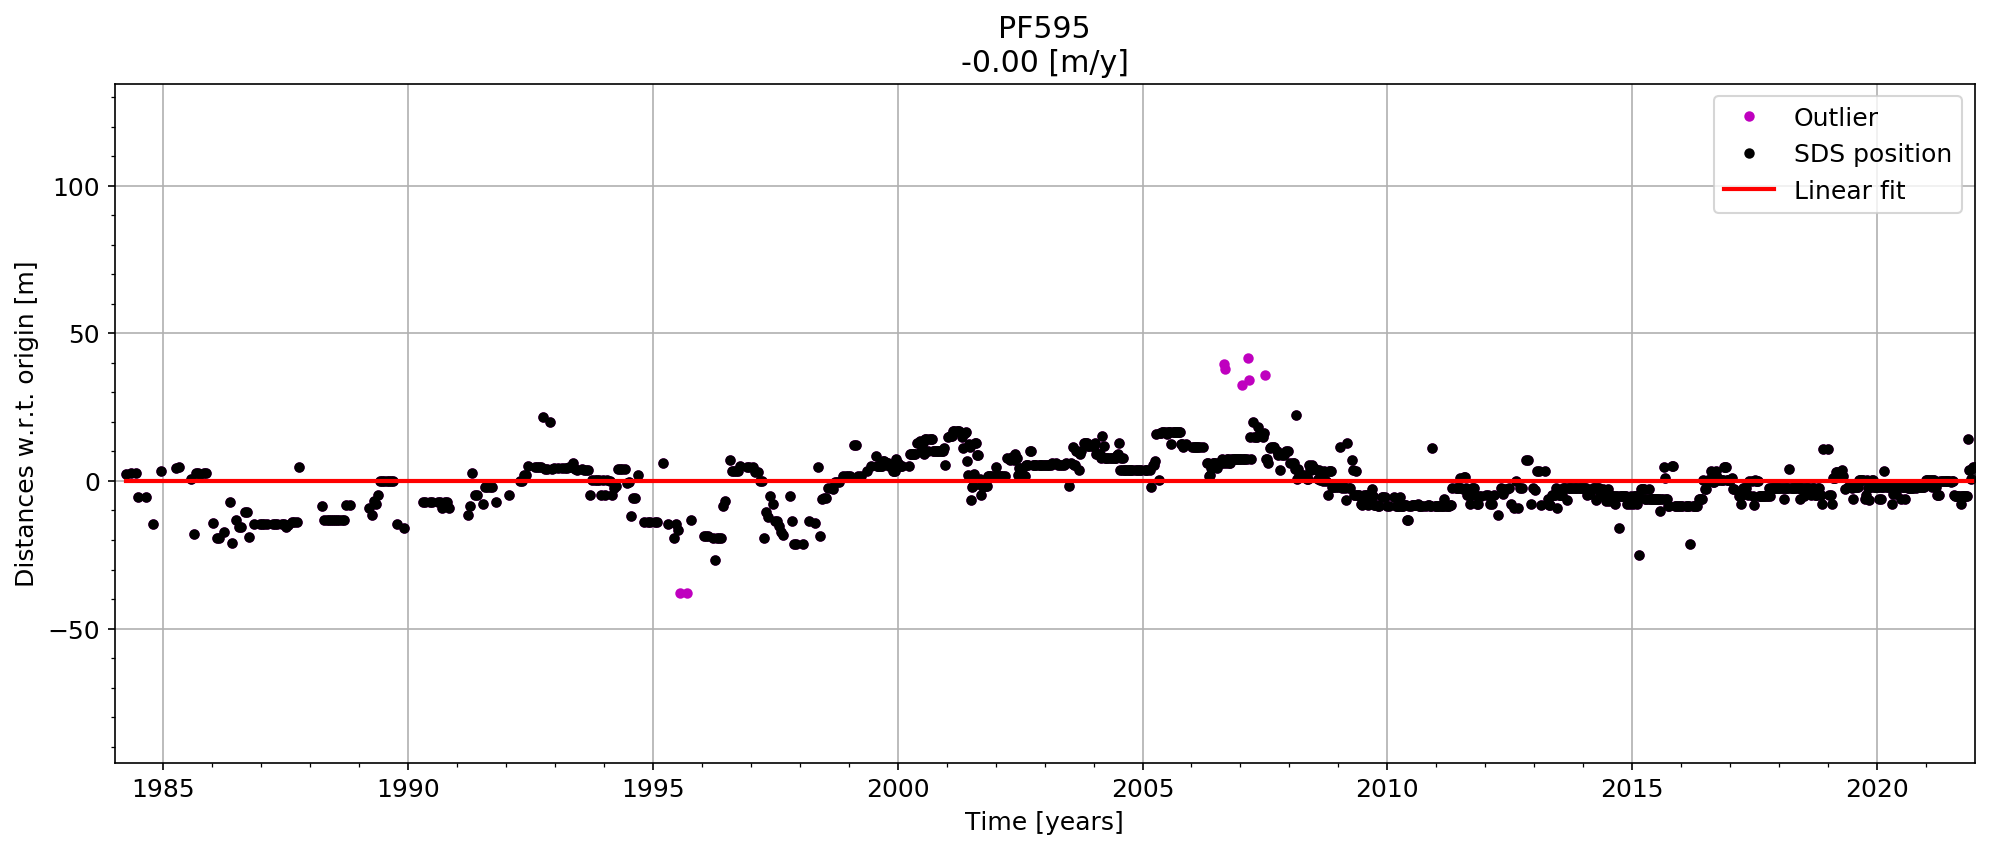 PF595
-0.00 [m/y]
Outlier
SDS position
Linear fit
Distances w.r.t. origin [m]
100
50
0
−50
1985 1990 1995 2000 2005 2010 2015 2020
Time [years]